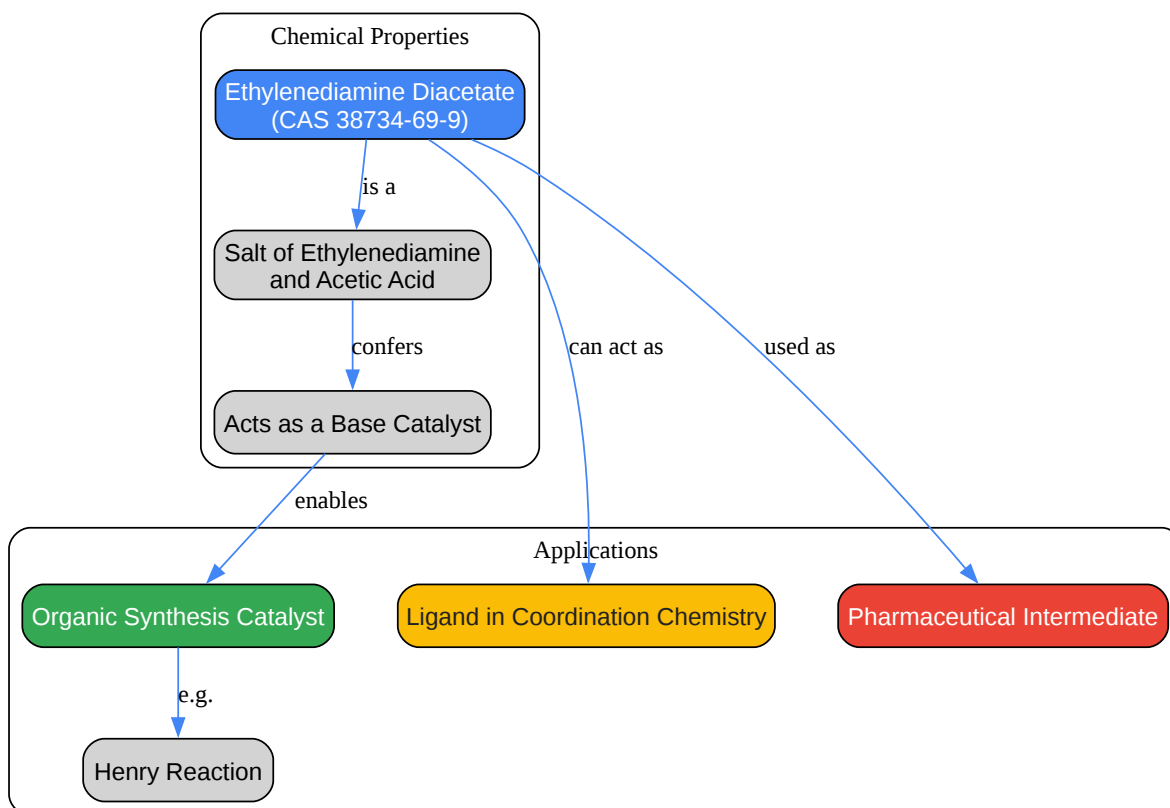 Chemical Properties
Ethylenediamine Diacetate
(CAS 38734-69-9)
is a
Salt of Ethylenediamine
and Acetic Acid
confers
can act as
used as
Acts as a Base Catalyst
enables
Applications
Organic Synthesis Catalyst
Ligand in Coordination Chemistry
Pharmaceutical Intermediate
e.g.
Henry Reaction